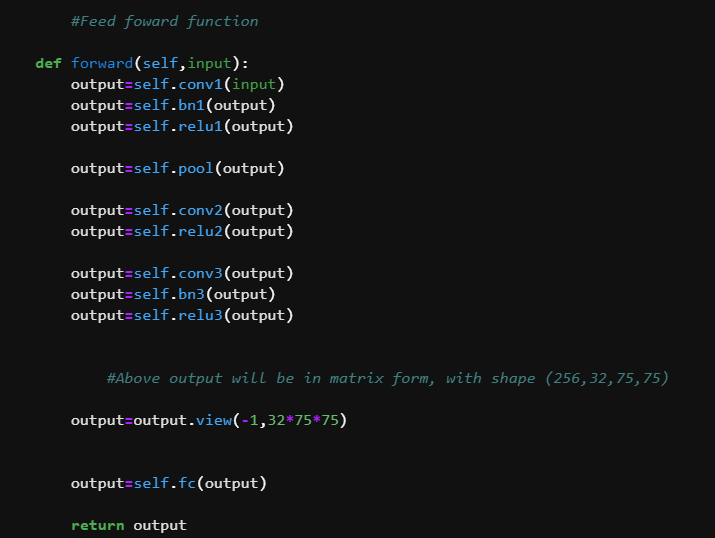 #Feed foward function
def forward(self,input):
output=self.conv1(input)
output=self.bn1(output)
output=self.relu1(output)
output=self.pool(output)
output=self.conv2(output)
output=self.relu2(output)
output=self.conv3(output)
output=self.bn3(output)
output=self.relu3(output)
#Above output will be in matrix form, with shape (256,32,75,75)
output=output.view(-1,32*75*75)
output=self.fc(output)
return output